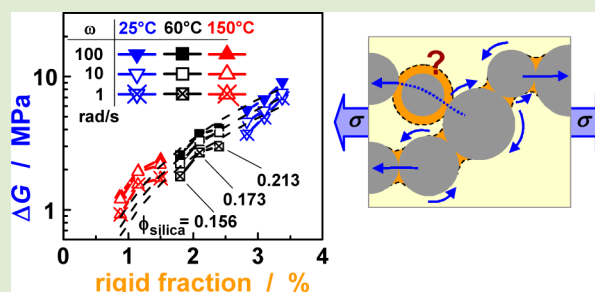 ω 25°C 60°C 150°C
100
10
1
rad/s
ΔG / MPa
10
1
0.213
0.173
ϕsilica = 0.156
0 1 2 3 4
rigid fraction / %
?
σ σ